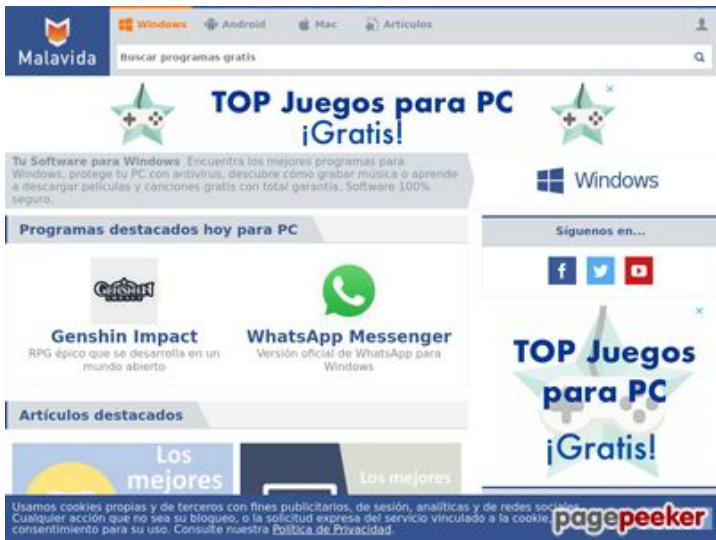 Malavida
Windows Android Mac Artículos
Buscar programas gratis
TOP Juegos para PC
¡Gratis!
Tu Software para Windows Encuentra los mejores programas para
Windows, protege tu PC con antivirus, descubre cómo grabar música o aprende
a descargar películas y canciones gratis con total garantía. Software 100%
seguro.
Windows
Programas destacados hoy para PC
Síguenos en...
GENSHIN
IMPACT
Genshin Impact
RPG épico que se desarrolla en un
mundo abierto
WhatsApp Messenger
Versión oficial de WhatsApp para
Windows
TOP Juegos
para PC
¡Gratis!
Artículos destacados
Los
mejores
Los mejores
Usamos cookies propias y de terceros con fines publicitarios, de sesión, analíticas y de redes sociales.
Cualquier acción que no sea su bloqueo, o la solicitud expresa del servicio vinculado a la cookie,
consentimiento para su uso. Consulte nuestra Política de Privacidad.
pagepeeker